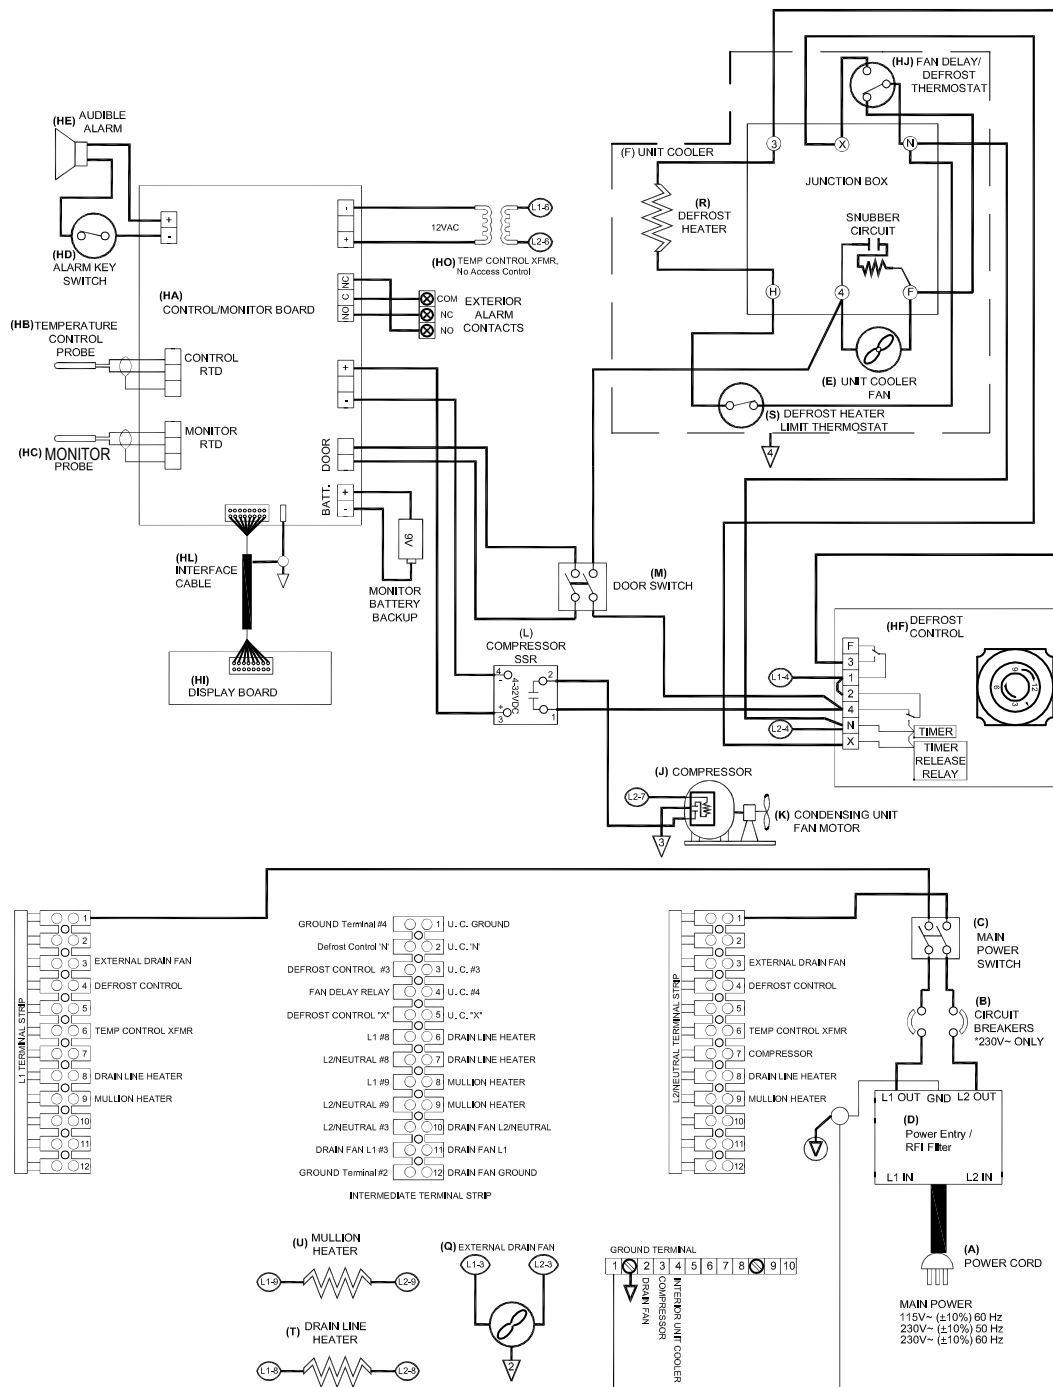 (HE) AUDIBLE
ALARM
(HD)
ALARM KEY
SWITCH
+
-
(HA)
CONTROL/MONITOR BOARD
(HB) TEMPERATURE
CONTROL
PROBE
CONTROL
RTD
(HC) MONITOR
PROBE
MONITOR
RTD
-
+
12VAC
L1-6
L2-6
(HO) TEMP CONTROL XFMR,
No Access Control
NC
C
NO
COM
NC
NO
EXTERIOR
ALARM
CONTACTS
+
-
DOOR
-
BATT.
+
-
9V
MONITOR
BATTERY
BACKUP
(HL)
INTERFACE
CABLE
(HI)
DISPLAY BOARD
(F) UNIT COOLER
(HJ) FAN DELAY/
DEFROST
THERMOSTAT
3
X
N
JUNCTION BOX
(R)
DEFROST
HEATER
SNUBBER
CIRCUIT
H
4
F
(E) UNIT COOLER
FAN
(S) DEFROST HEATER
LIMIT THERMOSTAT
4
(M)
DOOR SWITCH
(L)
COMPRESSOR
SSR
4
-
4-32VDC
+
3
2
1
(HF) DEFROST
CONTROL
F
3
1
2
4
N
X
L1-4
L2-4
TIMER
TIMER
RELEASE
RELAY
9
12
6
3
(J) COMPRESSOR
L2-7
3
(K) CONDENSING UNIT
FAN MOTOR
L1 TERMINAL STRIP
1
2
3 EXTERNAL DRAIN FAN
4 DEFROST CONTROL
5
6 TEMP CONTROL XFMR
7
8 DRAIN LINE HEATER
9 MULLION HEATER
10
11
12
GROUND Terminal #4 1 U.C. GROUND
Defrost Control 'N' 2 U.C. 'N'
DEFROST CONTROL #3 3 U.C. #3
FAN DELAY RELAY 4 U.C. #4
DEFROST CONTROL "X" 5 U.C. "X"
L1 #8 6 DRAIN LINE HEATER
L2/NEUTRAL #8 7 DRAIN LINE HEATER
L1 #9 8 MULLION HEATER
L2/NEUTRAL #9 9 MULLION HEATER
L2/NEUTRAL #3 10 DRAIN FAN L2/NEUTRAL
DRAIN FAN L1 #3 11 DRAIN FAN L1
GROUND Terminal #2 12 DRAIN FAN GROUND
INTERMEDIATE TERMINAL STRIP
L2/NEUTRAL TERMINAL STRIP
1
2
3 EXTERNAL DRAIN FAN
4 DEFROST CONTROL
5
6 TEMP CONTROL XFMR
7 COMPRESSOR
8 DRAIN LINE HEATER
9 MULLION HEATER
10
11
12
(C)
MAIN
POWER
SWITCH
(B)
CIRCUIT
BREAKERS
*230V~ ONLY
L1 OUT GND L2 OUT
(D)
Power Entry /
RFI Filter
L1 IN L2 IN
(A)
POWER CORD
MAIN POWER
115V~ (±10%) 60 Hz
230V~ (±10%) 50 Hz
230V~ (±10%) 60 Hz
(U) MULLION
HEATER
L1-9
L2-9
(T) DRAIN LINE
HEATER
L1-8
L2-8
(Q) EXTERNAL DRAIN FAN
L1-3
L2-3
2
GROUND TERMINAL
1 2 3 4 5 6 7 8 9 10
DRAIN FAN
COMPRESSOR
INTERIOR UNIT COOLER